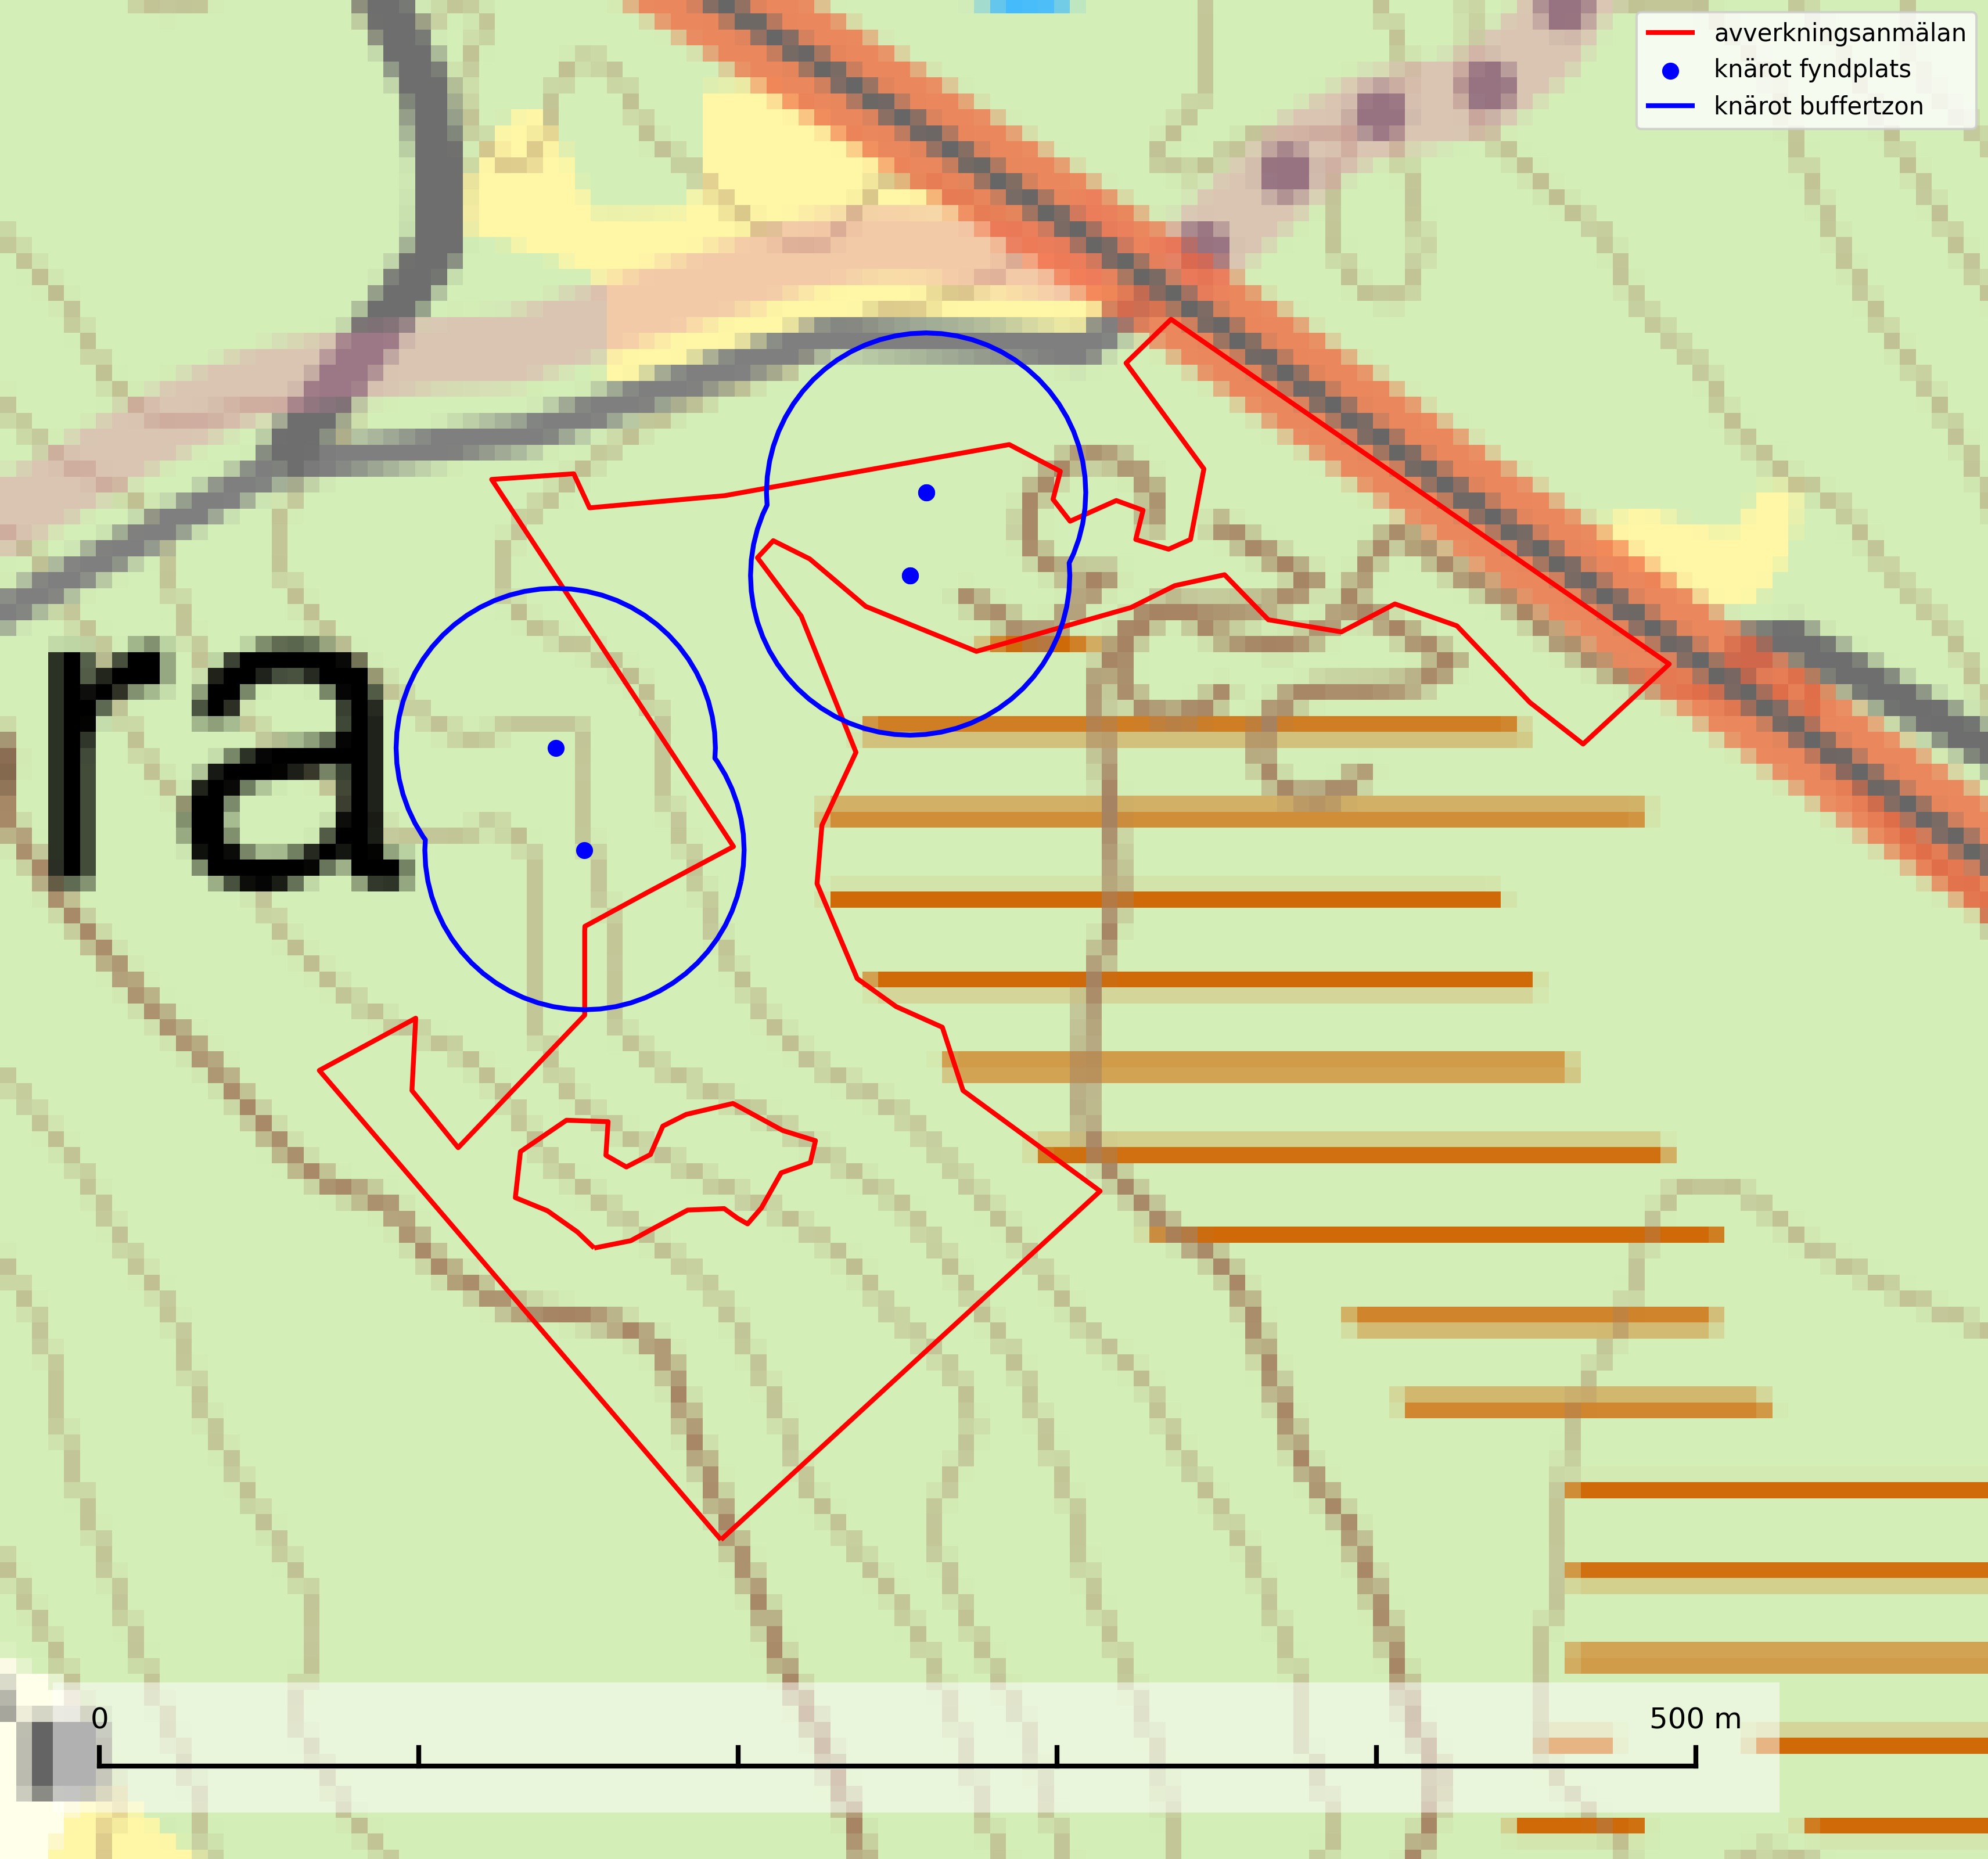 avverkningsanmälan
knärot fyndplats
knärot buffertzon
ra
0 500 m